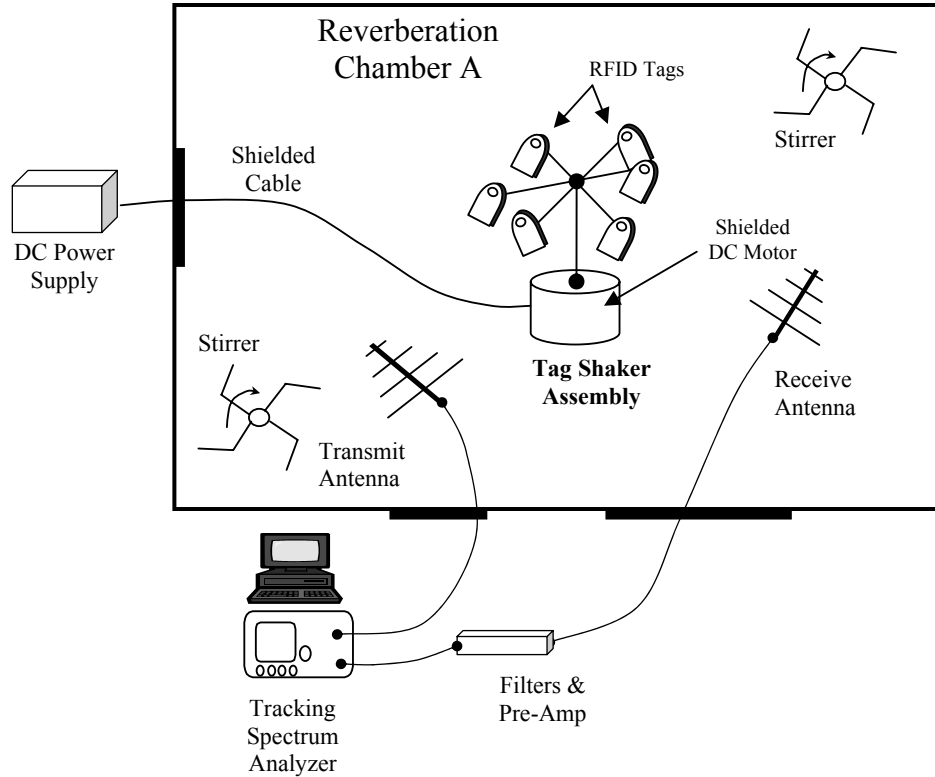 Reverberation
Chamber A
RFID Tags
Stirrer
Shielded
Cable
DC Power
Supply
Shielded
DC Motor
Stirrer
Tag Shaker
Assembly
Receive
Antenna
Transmit
Antenna
Filters &
Pre-Amp
Tracking
Spectrum
Analyzer